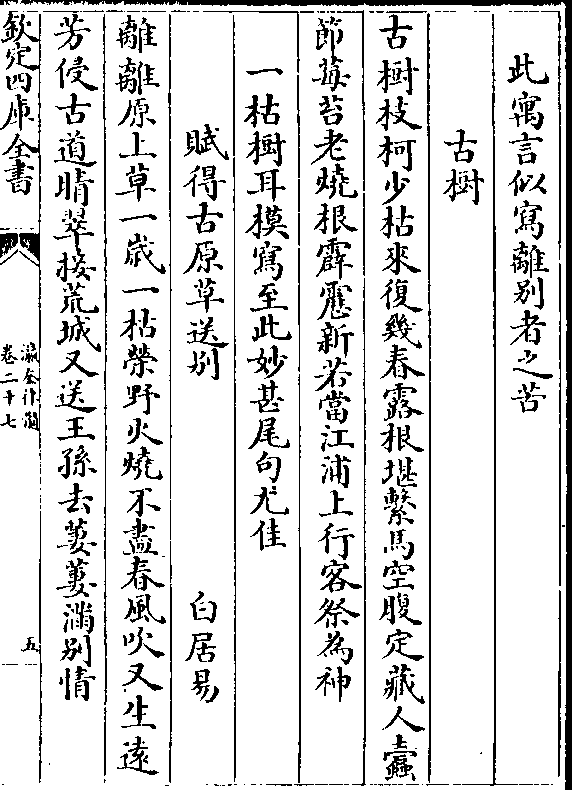 此寓言似寫離别者之苦
古樹
古樹枝柯少枯來復幾春露根堪繫馬空腹定藏人蠧
節莓苔老燒根霹靂新若當江浦上行客祭為神
一枯樹耳模寫至此妙甚尾句尤佳
賦得古原草送别 白居易
離離原上草一歲一枯榮野火燒不盡春風吹又生遠
芳侵古道晴翠接荒城又送王孫去萋萋滿别情
欽定四庫全書
瀛奎律髓
卷二十七
五